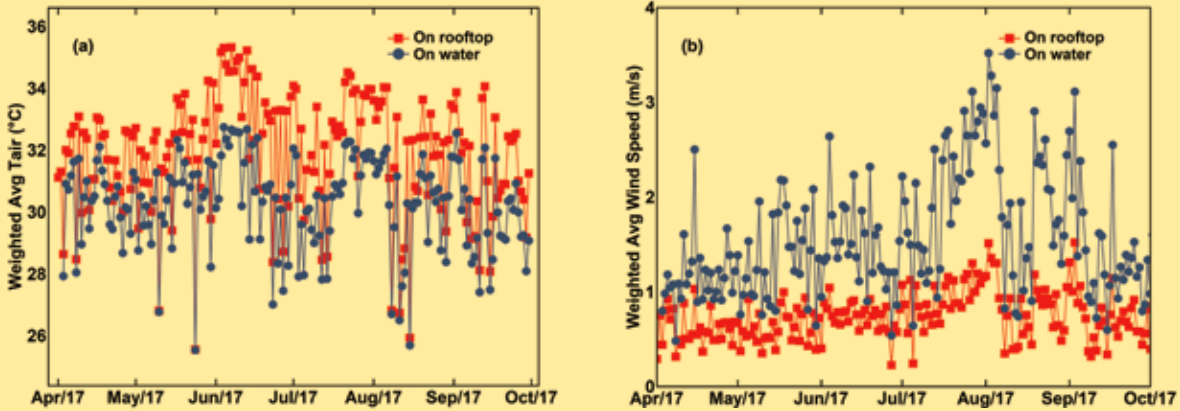 (a)
On rooftop
On water
Weighted Avg Tair (°C)
36
34
32
30
28
26
Apr/17 May/17 Jun/17 Jul/17 Aug/17 Sep/17 Oct/17
(b)
On rooftop
On water
Weighted Avg Wind Speed (m/s)
4
3
2
1
0
Apr/17 May/17 Jun/17 Aug/17 Aug/17 Sep/17 Oct/17